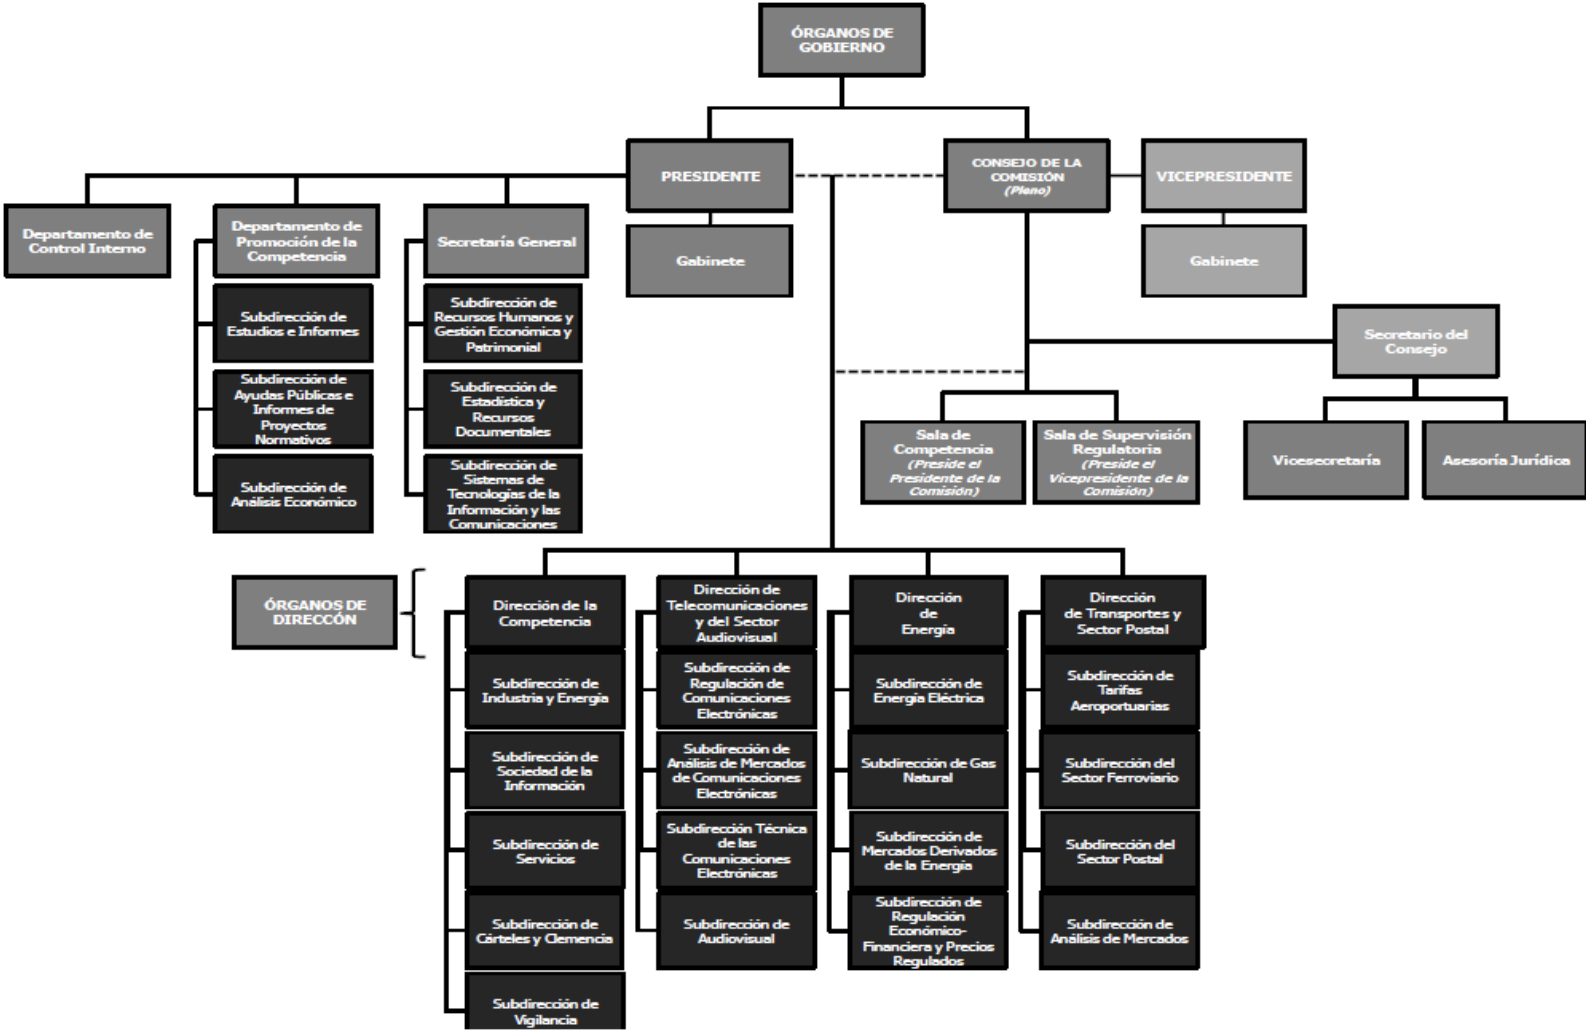 ÓRGANOS DE
GOBIERNO
PRESIDENTE
CONSEJO DE LA
COMISIÓN
(Pleno)
VICEPRESIDENTE
Departamento de
Control Interno
Departamento de
Promoción de la
Competencia
Secretaría General
Gabinete
Gabinete
Subdirección de
Estudios e Informes
Subdirección de
Recursos Humanos y
Gestión Económica y
Patrimonial
Secretario del
Consejo
Subdirección de
Ayudas Públicas e
Informes de
Proyectos
Normativos
Subdirección de
Estadística y
Recursos
Documentales
Sala de
Competencia
(Preside el
Presidente de la
Comisión)
Sala de Supervisión
Regulatoria
(Preside el
Vicepresidente de la
Comisión)
Vicesecretaría
Asesoría Jurídica
Subdirección de
Análisis Económico
Subdirección de
Sistemas de
Tecnologías de la
Información y las
Comunicaciones
ÓRGANOS DE
DIRECCÓN
Dirección de la
Competencia
Dirección de
Telecomunicaciones
y del Sector
Audiovisual
Dirección
de
Energía
Dirección
de Transportes y
Sector Postal
Subdirección de
Industria y Energía
Subdirección de
Regulación de
Comunicaciones
Electrónicas
Subdirección de
Energía Eléctrica
Subdirección de
Tarifas
Aeroportuarias
Subdirección de
Sociedad de la
Información
Subdirección de
Análisis de Mercados
de Comunicaciones
Electrónicas
Subdirección de Gas
Natural
Subdirección del
Sector Ferroviario
Subdirección de
Servicios
Subdirección Técnica
de las
Comunicaciones
Electrónicas
Subdirección de
Mercados Derivados
de la Energía
Subdirección del
Sector Postal
Subdirección de
Cárteles y Clemencia
Subdirección de
Audiovisual
Subdirección de
Regulación
Económico-
Financiera y Precios
Regulados
Subdirección de
Análisis de Mercados
Subdirección de
Vigilancia